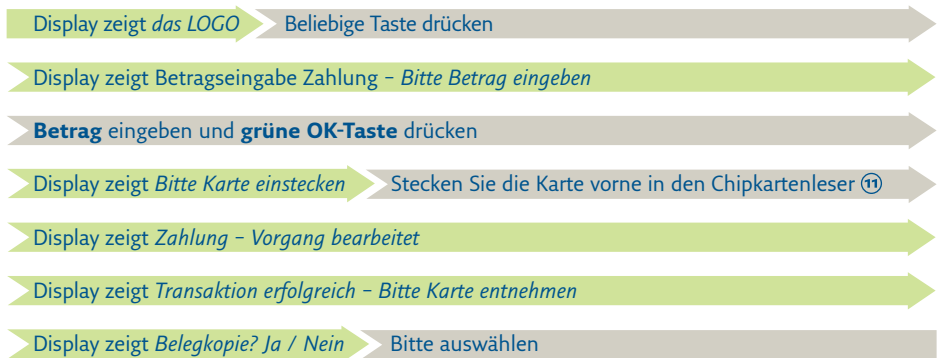 Display zeigt das LOGO Beliebige Taste drücken
Display zeigt Betragseingabe Zahlung – Bitte Betrag eingeben
Betrag eingeben und grüne OK-Taste drücken
Display zeigt Bitte Karte einstecken Stecken Sie die Karte vorne in den Chipkartenleser ⑪
Display zeigt Zahlung – Vorgang bearbeitet
Display zeigt Transaktion erfolgreich – Bitte Karte entnehmen
Display zeigt Belegkopie? Ja / Nein Bitte auswählen